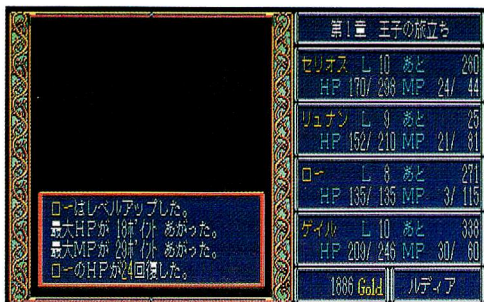 第1章 王子の旅立ち
セリオス L 10 あと 260
HP 170/ 298 MP 24/ 44
リュナン L 9 あと 25
HP 152/ 210 MP 21/ 81
ロー L 8 あと 271
HP 135/ 135 MP 3/ 115
ゲイル L 10 あと 338
HP 209/ 246 MP 30/ 60
1886 Gold ルディア
ローはレベルアップした。
最大HPが 18ポイント あがった。
最大MPが 29ポイント あがった。
ローのHPが24回復した。